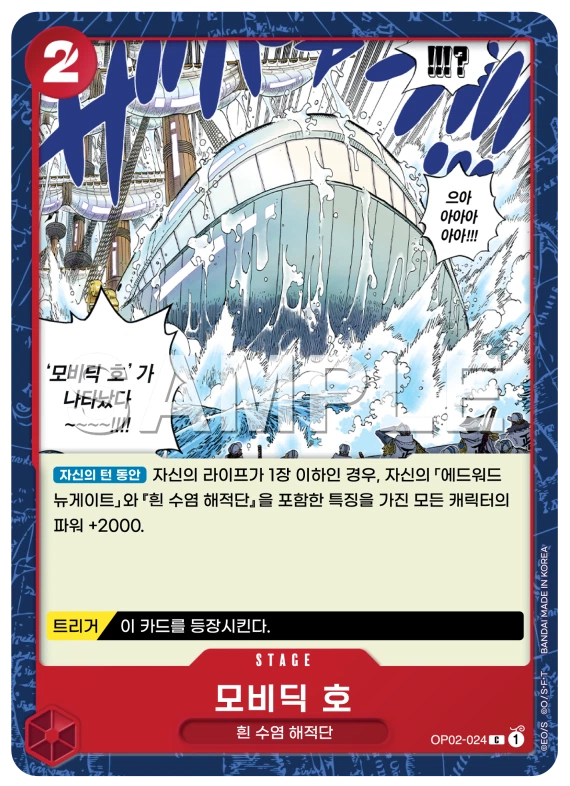 2
!!!?
으아
아아아
아아!!!
'모비딕 호'가
나타났다
~~~~!!!!
SAMPLE
자신의 턴 동안 자신의 라이프가 1장 이하인 경우, 자신의 「에드워드
뉴게이트」와 『흰 수염 해적단』을 포함한 특징을 가진 모든 캐릭터의
파워 +2000.
트리거 이 카드를 등장시킨다.
STAGE
모비딕 호
흰 수염 해적단
OP02-024 C 1
©EO/S ©O/S·F·T BANDAI MADE IN KOREA